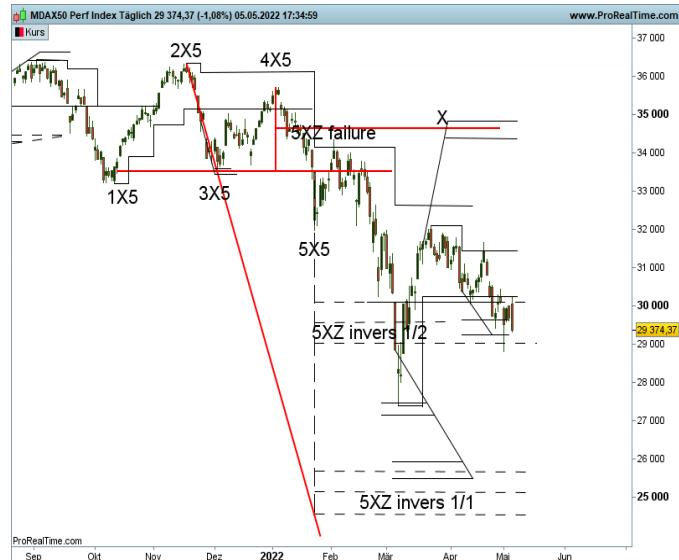 MDAX50 Perf Index Täglich 29 374,37 (-1,08%) 05.05.2022 17:34:59
www.ProRealTime.com
Kurs
37 000
2X5
4X5
36 000
X
35 000
5XZ failure
34 000
1X5
3X5
33 000
5X5
32 000
31 000
30 000
5XZ invers 1/2
29 374,37
29 000
28 000
27 000
26 000
5XZ invers 1/1
25 000
24 000
ProRealTime.com
Sep Okt Nov Dez 2022 Feb Mär Apr Mai Jun